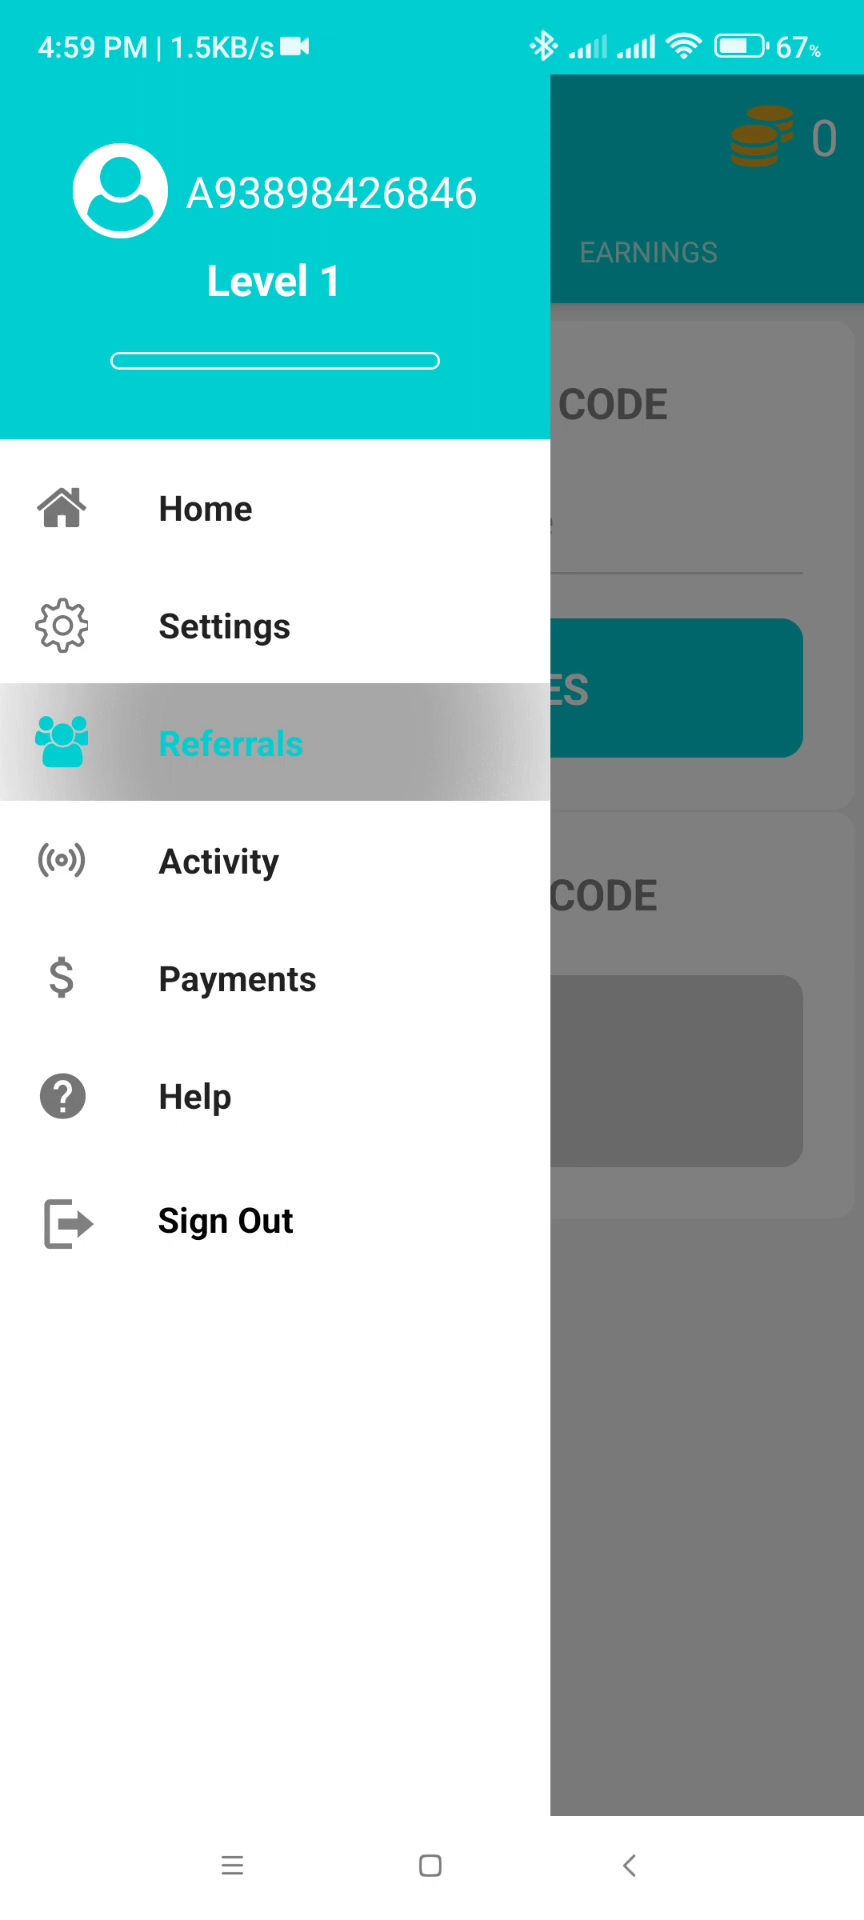 4:59 PM | 1.5KB/s
67%
0
A93898426846
Level 1
EARNINGS
CODE
Home
Settings
ES
Referrals
Activity
CODE
Payments
Help
Sign Out